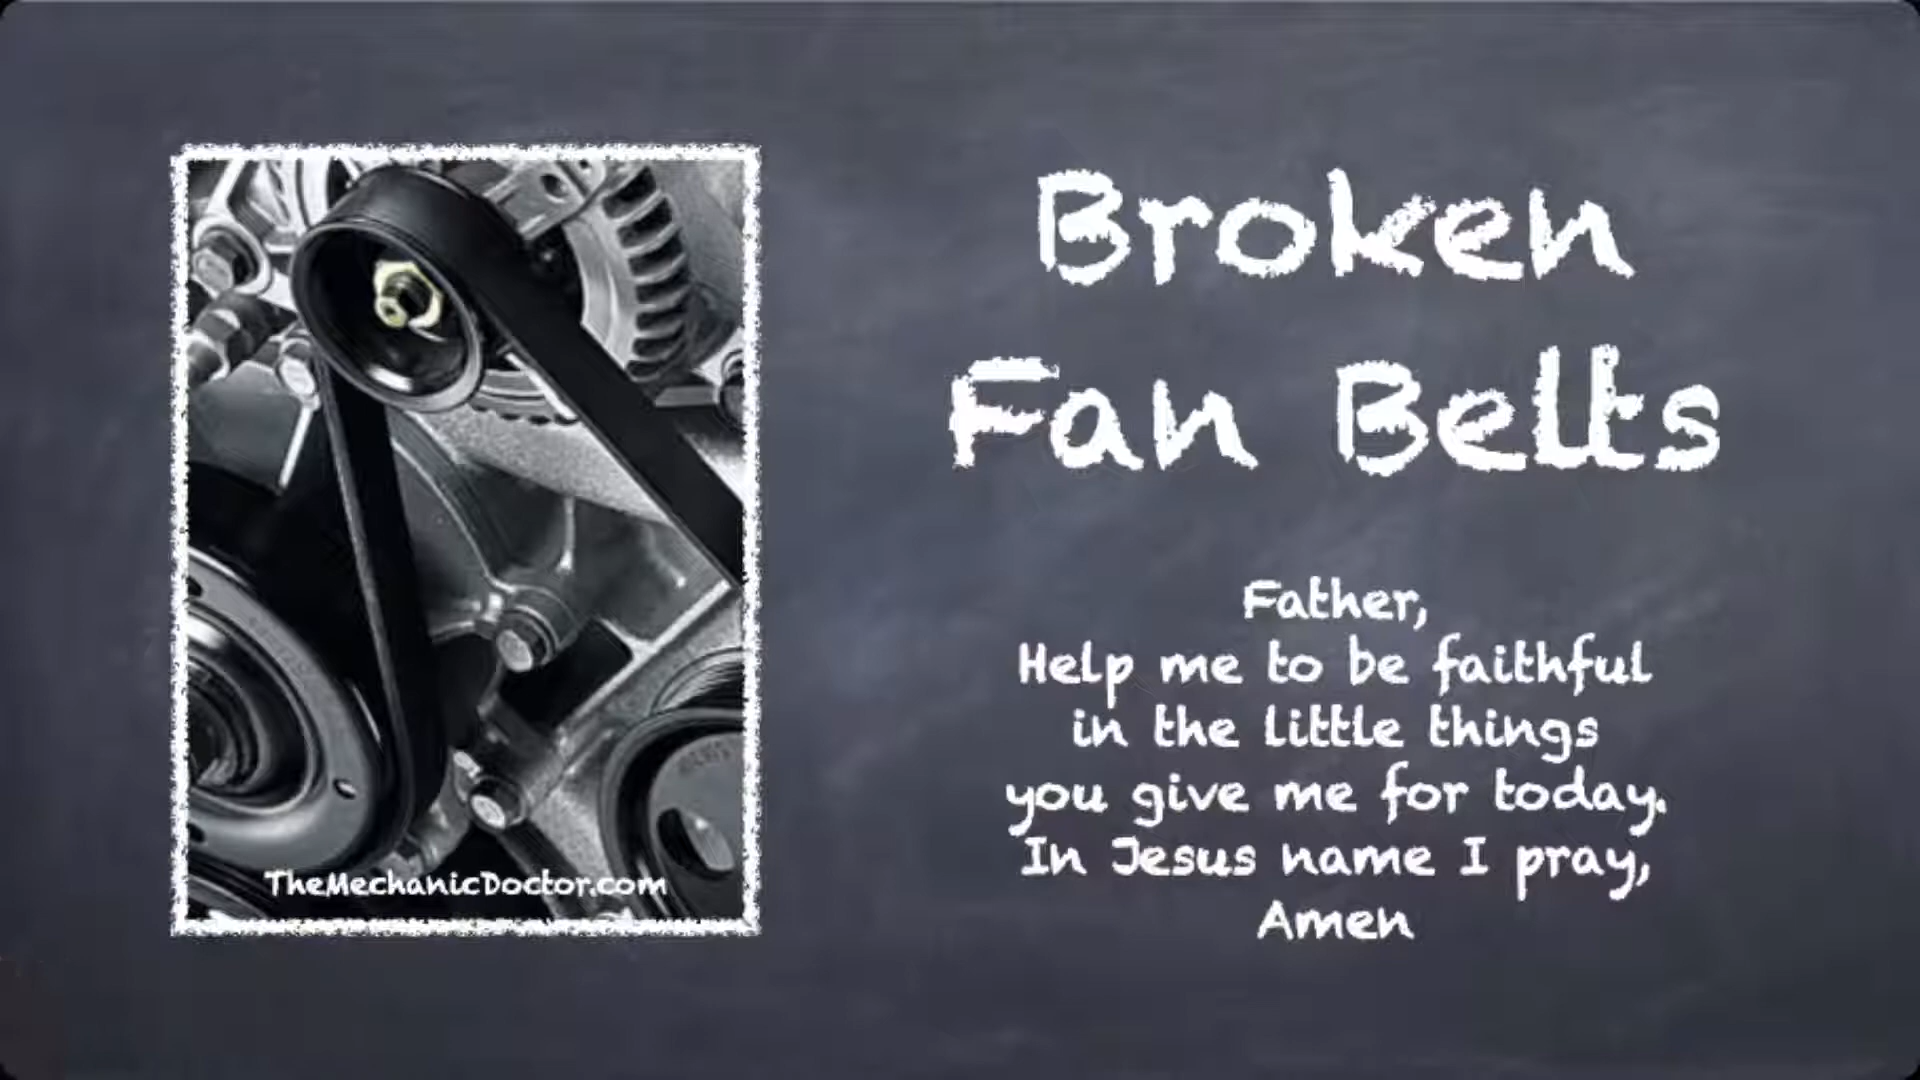 Broken
Fan Belts
Father,
Help me to be faithful
in the little things
you give me for today.
In Jesus name I pray,
Amen
TheMechanicDoctor.com